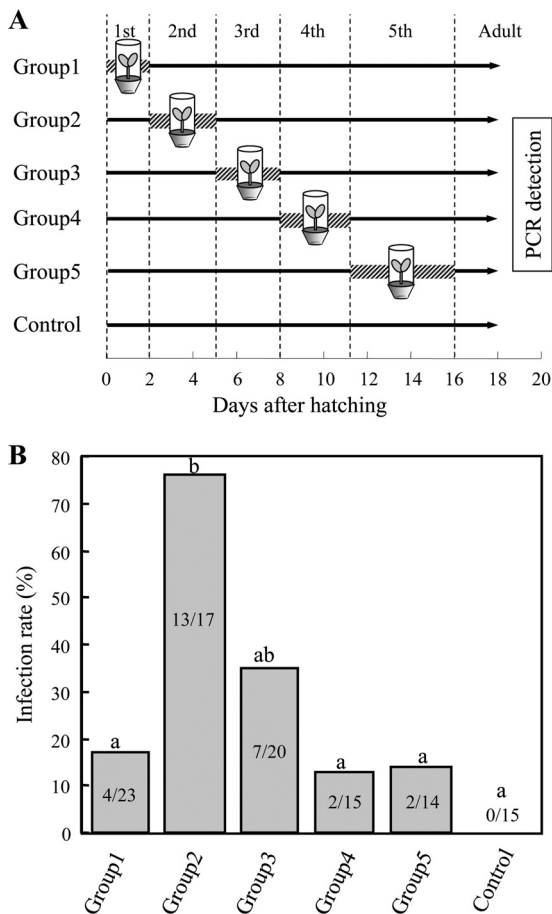 A
1st 2nd 3rd 4th 5th Adult
Group1
Group2
Group3
Group4
Group5
Control
PCR detection
0 2 4 6 8 10 12 14 16 18 20
Days after hatching
B
Infection rate (%)
80
70
60
50
40
30
20
10
0
a
b
ab
a
a
a
4/23
13/17
7/20
2/15
2/14
0/15
Group1
Group2
Group3
Group4
Group5
Control